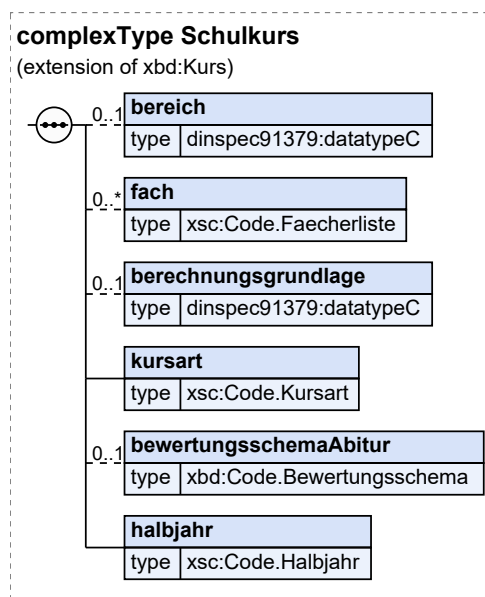 complexType Schulkurs
(extension of xbd:Kurs)
0..1 bereich
type dinspec91379:datatypeC
0..* fach
type xsc:Code.Faecherliste
0..1 berechnungsgrundlage
type dinspec91379:datatypeC
kursart
type xsc:Code.Kursart
0..1 bewertungsschemaAbitur
type xbd:Code.Bewertungsschema
halbjahr
type xsc:Code.Halbjahr